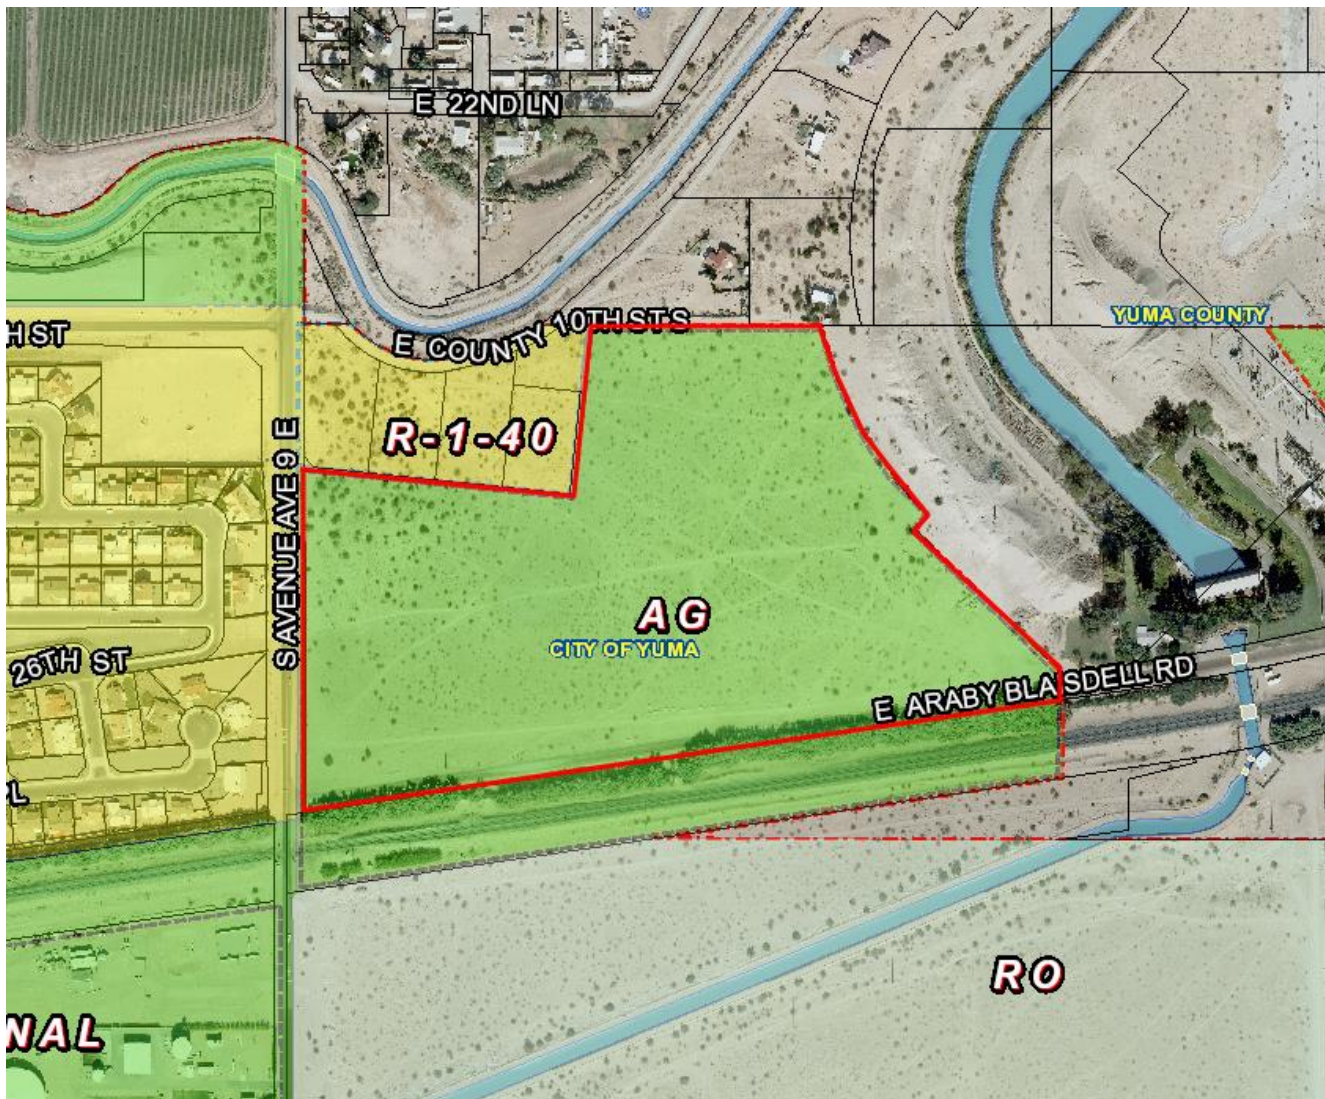 E 22ND LN
YUMA COUNTY
H ST
E COUNTY 10TH ST S
R-1-40
S AVENUE AVE 9 E
AG
CITY OF YUMA
26TH ST
E ARABY BLAISDELL RD
PL
RO
NAL